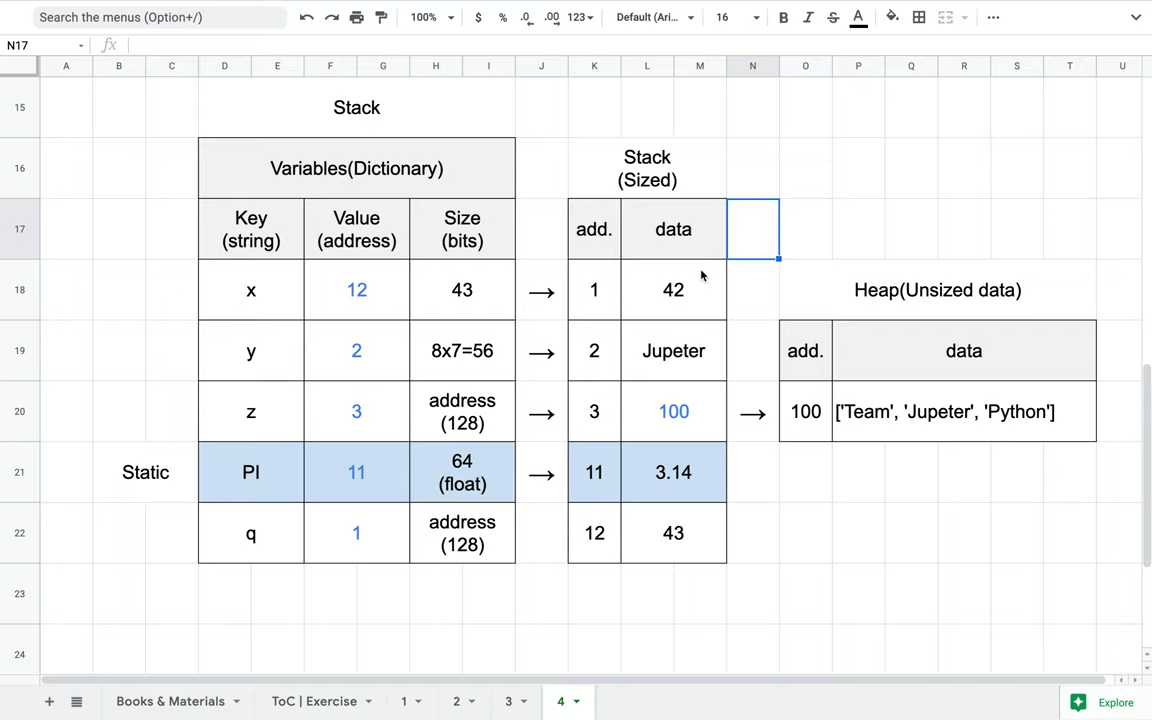 Search the menus (Option+/)
100%
$ % .0 .00 123
Default (Ari...
16
B I S A
N17
fx
A B C D E F G H I J K L M N O P Q R S T U
15
Stack
16
Variables(Dictionary)
Stack
(Sized)
17
Key
(string)
Value
(address)
Size
(bits)
add.
data
18
x
12
43
→
1
42
Heap(Unsized data)
19
y
2
8x7=56
→
2
Jupeter
add.
data
20
z
3
address
(128)
→
3
100
→
100
['Team', 'Jupeter', 'Python']
21
Static
PI
11
64
(float)
→
11
3.14
22
q
1
address
(128)
12
43
23
24
Books & Materials
ToC | Exercise
1
2
3
4
Explore